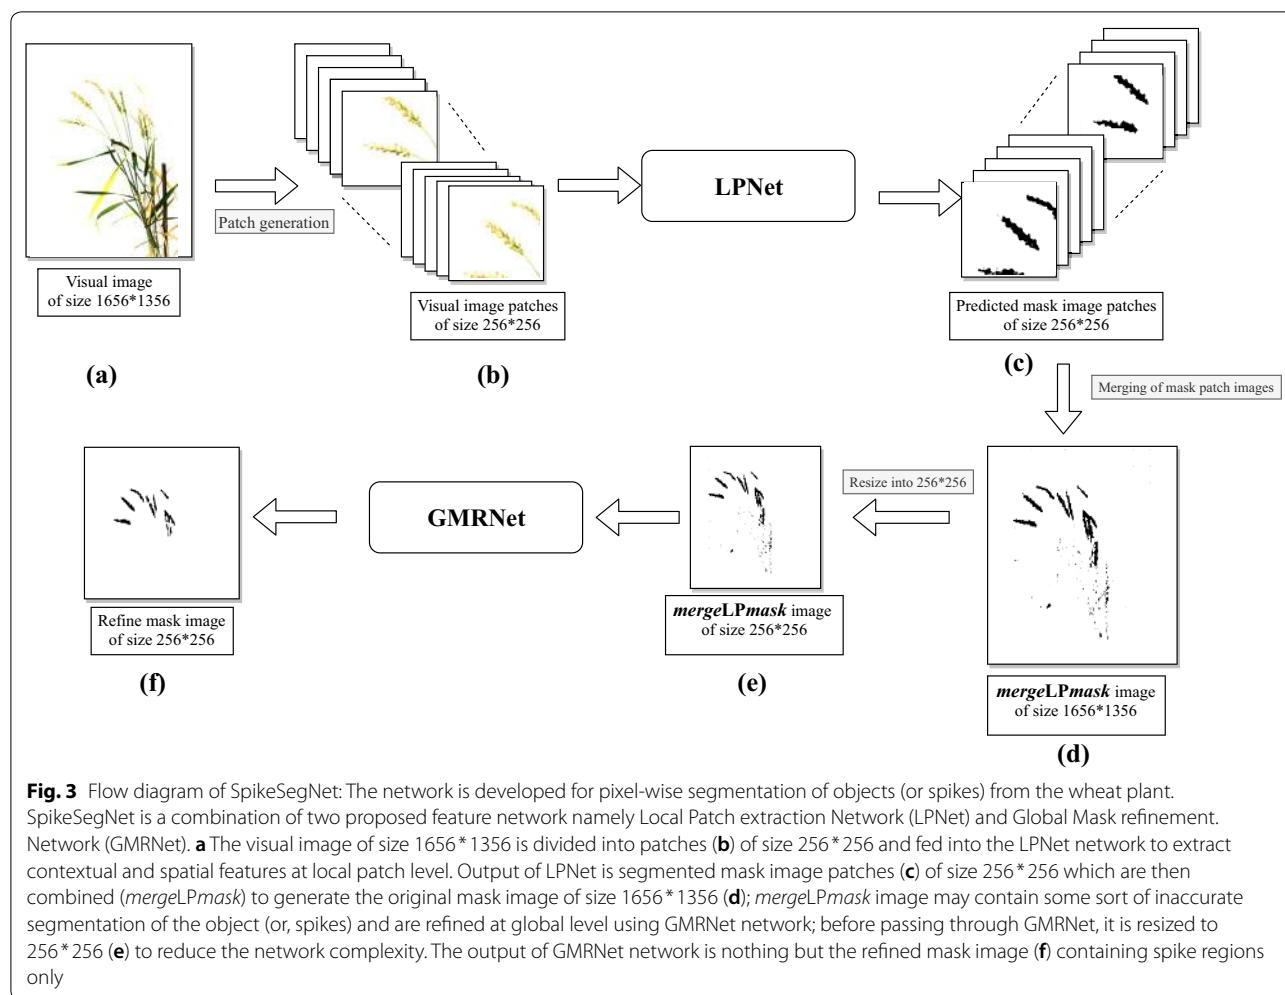 LPNet
Patch generation
Visual image
of size 1656*1356
Visual image patches
of size 256*256
Predicted mask image patches
of size 256*256
(a)
(b)
(c)
Merging of mask patch images
Resize into 256*256
GMRNet
Refine mask image
of size 256*256
mergeLPmask image
of size 256*256
mergeLPmask image
of size 1656*1356
(f)
(e)
(d)
Fig. 3 Flow diagram of SpikeSegNet: The network is developed for pixel-wise segmentation of objects (or spikes) from the wheat plant.
SpikeSegNet is a combination of two proposed feature network namely Local Patch extraction Network (LPNet) and Global Mask refinement.
Network (GMRNet). a The visual image of size 1656*1356 is divided into patches (b) of size 256*256 and fed into the LPNet network to extract
contextual and spatial features at local patch level. Output of LPNet is segmented mask image patches (c) of size 256*256 which are then
combined (mergeLPmask) to generate the original mask image of size 1656*1356 (d); mergeLPmask image may contain some sort of inaccurate
segmentation of the object (or, spikes) and are refined at global level using GMRNet network; before passing through GMRNet, it is resized to
256*256 (e) to reduce the network complexity. The output of GMRNet network is nothing but the refined mask image (f) containing spike regions
only